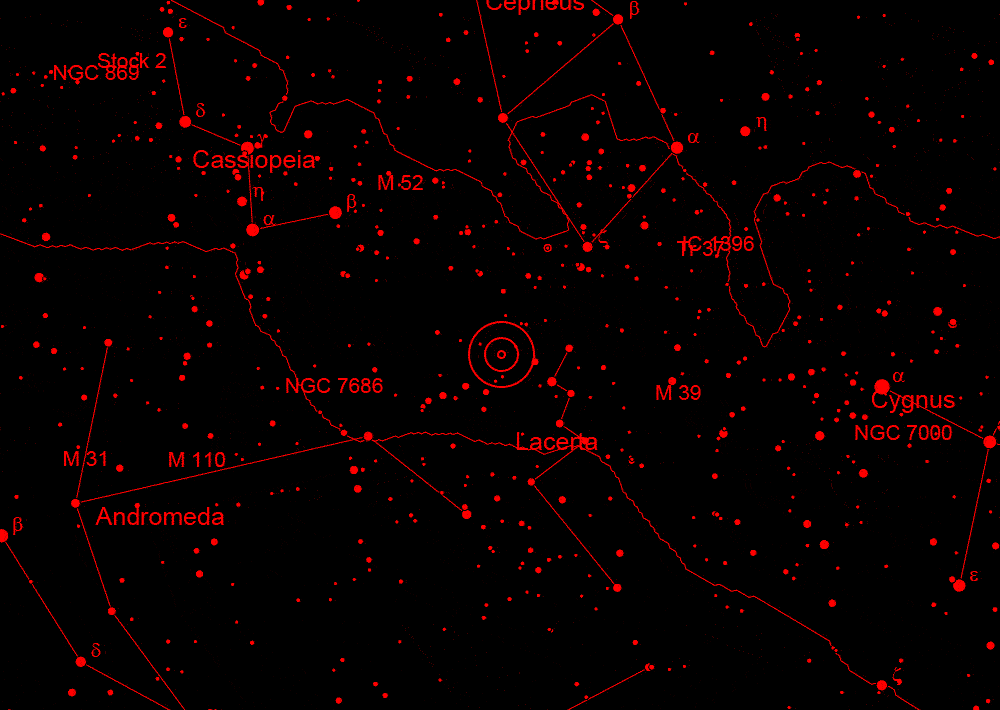 Cepheus
β
ε
Stock 2
NGC 869
δ
η
α
γ
Cassiopeia
M 52
η
β
α
ζ
IC 1396
Tr 37
α
NGC 7686
M 39
Cygnus
NGC 7000
Lacerta
M 31
M 110
Andromeda
β
ε
δ
ζ